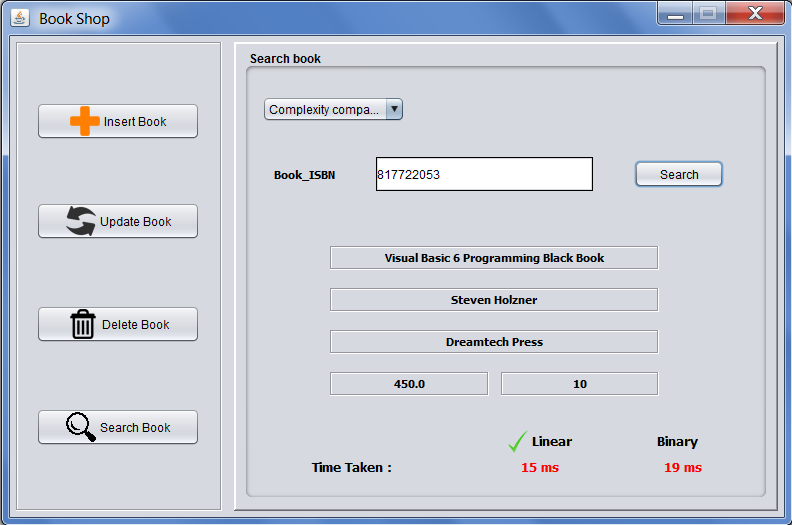 Book Shop
Insert Book
Update Book
Delete Book
Search Book
Search book
Complexity compa...
Book_ISBN
817722053
Search
Visual Basic 6 Programming Black Book
Steven Holzner
Dreamtech Press
450.0 10
Linear Binary
Time Taken : 15 ms 19 ms